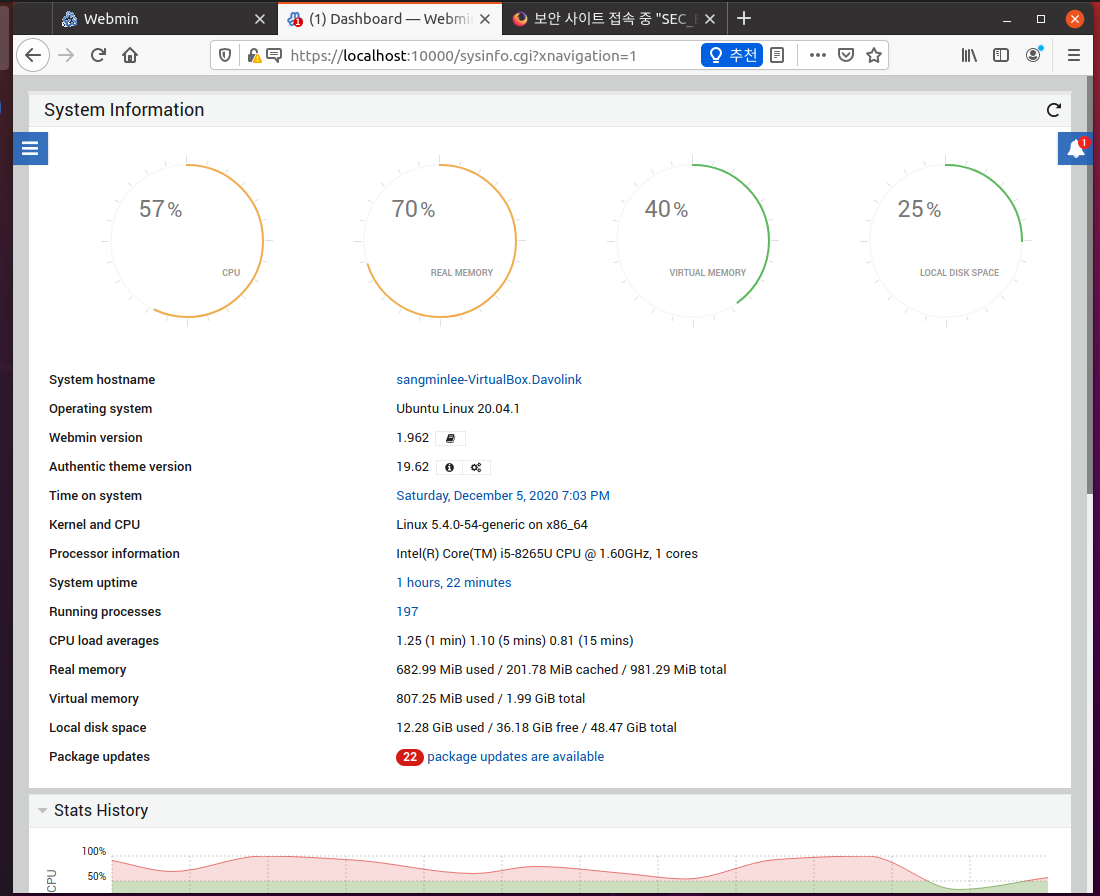 Webmin
(1) Dashboard — Webmi
보안 사이트 접속 중 "SEC_
https://localhost:10000/sysinfo.cgi?xnavigation=1
추천
System Information
1
57%
CPU
70%
REAL MEMORY
40%
VIRTUAL MEMORY
25%
LOCAL DISK SPACE
System hostname sangminlee-VirtualBox.Davolink
Operating system Ubuntu Linux 20.04.1
Webmin version 1.962
Authentic theme version 19.62
Time on system Saturday, December 5, 2020 7:03 PM
Kernel and CPU Linux 5.4.0-54-generic on x86_64
Processor information Intel(R) Core(TM) i5-8265U CPU @ 1.60GHz, 1 cores
System uptime 1 hours, 22 minutes
Running processes 197
CPU load averages 1.25 (1 min) 1.10 (5 mins) 0.81 (15 mins)
Real memory 682.99 MiB used / 201.78 MiB cached / 981.29 MiB total
Virtual memory 807.25 MiB used / 1.99 GiB total
Local disk space 12.28 GiB used / 36.18 GiB free / 48.47 GiB total
Package updates 22 package updates are available
Stats History
100%
50%
CPU